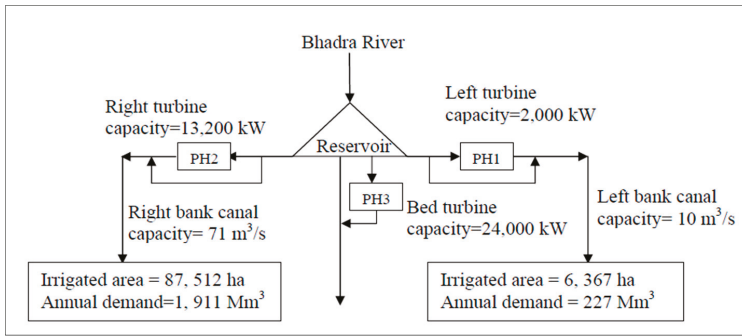 Bhadra River
Right turbine
capacity=13,200 kW
Left turbine
capacity=2,000 kW
Reservoir
PH2
PH1
PH3
Right bank canal
capacity= 71 m³/s
Bed turbine
capacity=24,000 kW
Left bank canal
capacity= 10 m³/s
Irrigated area = 87, 512 ha
Annual demand=1, 911 Mm³
Irrigated area = 6, 367 ha
Annual demand = 227 Mm³